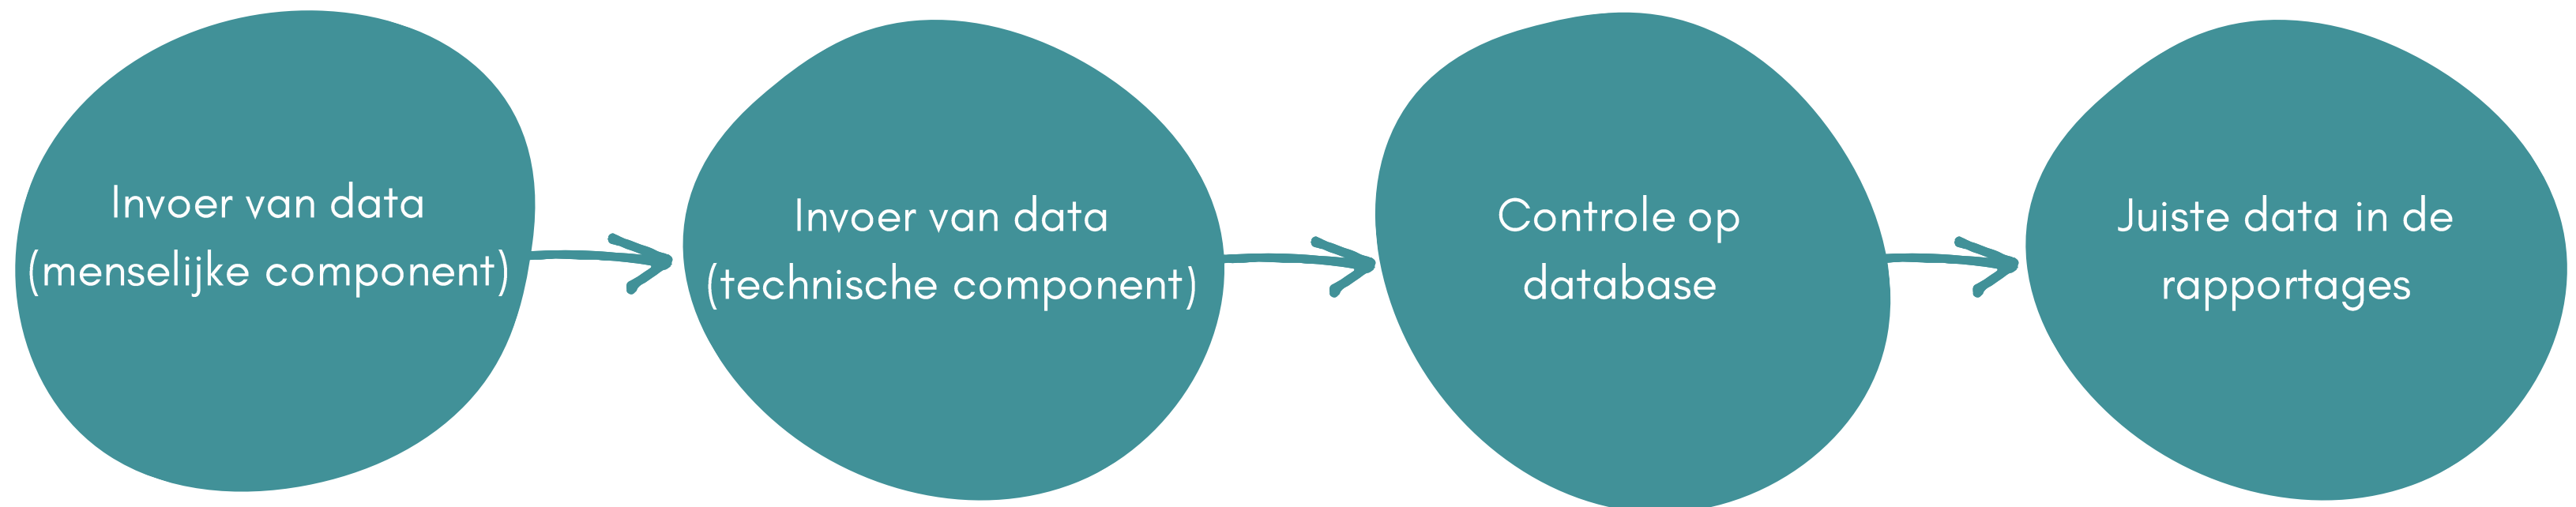 Invoer van data
(menselijke component)
Invoer van data
(technische component)
Controle op
database
Juiste data in de
rapportages